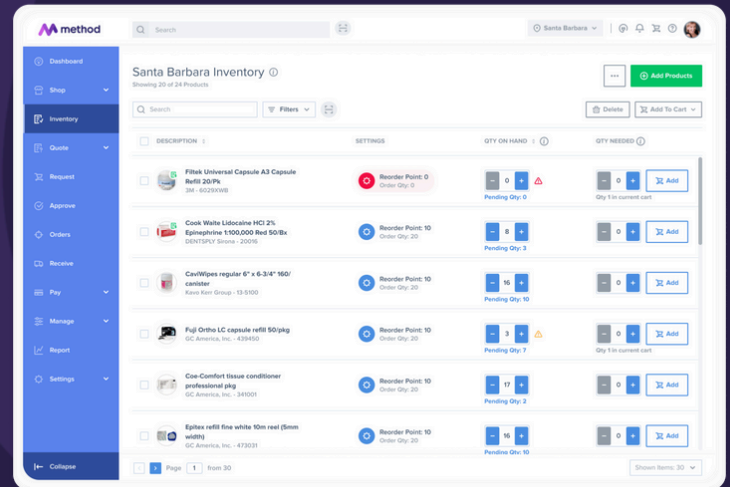 method
Search
Santa Barbara
Dashboard
Shop
Inventory
Quote
Request
Approve
Orders
Receive
Pay
Manage
Report
Settings
Collapse
Santa Barbara Inventory
Showing 20 of 24 Products
Add Products
Search
Filters
Delete
Add To Cart
DESCRIPTION
SETTINGS
QTY ON HAND
QTY NEEDED
Filtek Universal Capsule A3 Capsule
Refill 20/Pk
3M - 6029XWB
Reorder Point: 0
Order Qty: 0
- 0 +
Pending Qty: 0
- 0 +
Add
Qty 1 in current cart
Cook Waite Lidocaine HCl 2%
Epinephrine 1:100,000 Red 50/Bx
DENTSPLY Sirona - 20016
Reorder Point: 10
Order Qty: 20
- 8 +
Pending Qty: 3
- 0 +
Add
CaviWipes regular 6" x 6-3/4" 160/
canister
Kavo Kerr Group - 13-5100
Reorder Point: 10
Order Qty: 20
- 16 +
Pending Qty: 10
- 0 +
Add
Fuji Ortho LC capsule refill 50/pkg
GC America, Inc. - 439450
Reorder Point: 10
Order Qty: 20
- 3 +
Pending Qty: 7
- 0 +
Add
Qty 1 in current cart
Coe-Comfort tissue conditioner
professional pkg
GC America, Inc. - 341001
Reorder Point: 10
Order Qty: 20
- 17 +
Pending Qty: 2
- 0 +
Add
Epitex refill fine white 10m reel (5mm
width)
GC America, Inc. - 473031
Reorder Point: 10
Order Qty: 20
- 16 +
Pending Qty: 10
- 0 +
Add
Page 1 from 30
Shown Items: 30